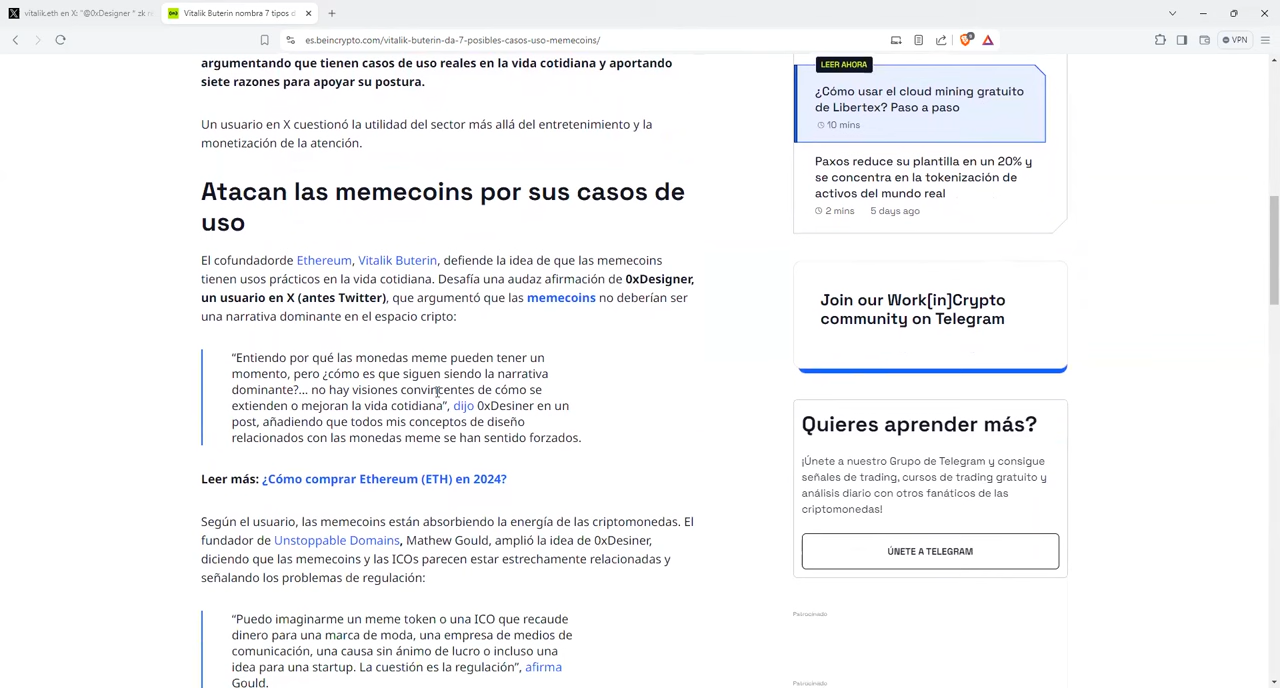 vitalik.eth en X: "@0xDesigner * zk
Vitalik Buterin nombra 7 tipos d
es.beincrypto.com/vitalik-buterin-da-7-posibles-casos-uso-memecoins/
VPN
argumentando que tienen casos de uso reales en la vida cotidiana y aportando
siete razones para apoyar su postura.
Un usuario en X cuestionó la utilidad del sector más allá del entretenimiento y la
monetización de la atención.
Atacan las memecoins por sus casos de
uso
El cofundadorde Ethereum, Vitalik Buterin, defiende la idea de que las memecoins
tienen usos prácticos en la vida cotidiana. Desafía una audaz afirmación de 0xDesigner,
un usuario en X (antes Twitter), que argumentó que las memecoins no deberían ser
una narrativa dominante en el espacio cripto:
“Entiendo por qué las monedas meme pueden tener un
momento, pero ¿cómo es que siguen siendo la narrativa
dominante?... no hay visiones convincentes de cómo se
extienden o mejoran la vida cotidiana”, dijo 0xDesiner en un
post, añadiendo que todos mis conceptos de diseño
relacionados con las monedas meme se han sentido forzados.
Leer más: ¿Cómo comprar Ethereum (ETH) en 2024?
Según el usuario, las memecoins están absorbiendo la energía de las criptomonedas. El
fundador de Unstoppable Domains, Mathew Gould, amplió la idea de 0xDesiner,
diciendo que las memecoins y las ICOs parecen estar estrechamente relacionadas y
señalando los problemas de regulación:
“Puedo imaginarme un meme token o una ICO que recaude
dinero para una marca de moda, una empresa de medios de
comunicación, una causa sin ánimo de lucro o incluso una
idea para una startup. La cuestión es la regulación”, afirma
Gould.
LEER AHORA
¿Cómo usar el cloud mining gratuito
de Libertex? Paso a paso
10 mins
Paxos reduce su plantilla en un 20% y
se concentra en la tokenización de
activos del mundo real
2 mins 5 days ago
Join our Work[in]Crypto
community on Telegram
Quieres aprender más?
¡Únete a nuestro Grupo de Telegram y consigue
señales de trading, cursos de trading gratuito y
análisis diario con otros fanáticos de las
criptomonedas!
ÚNETE A TELEGRAM
Patrocinado
Patrocinado